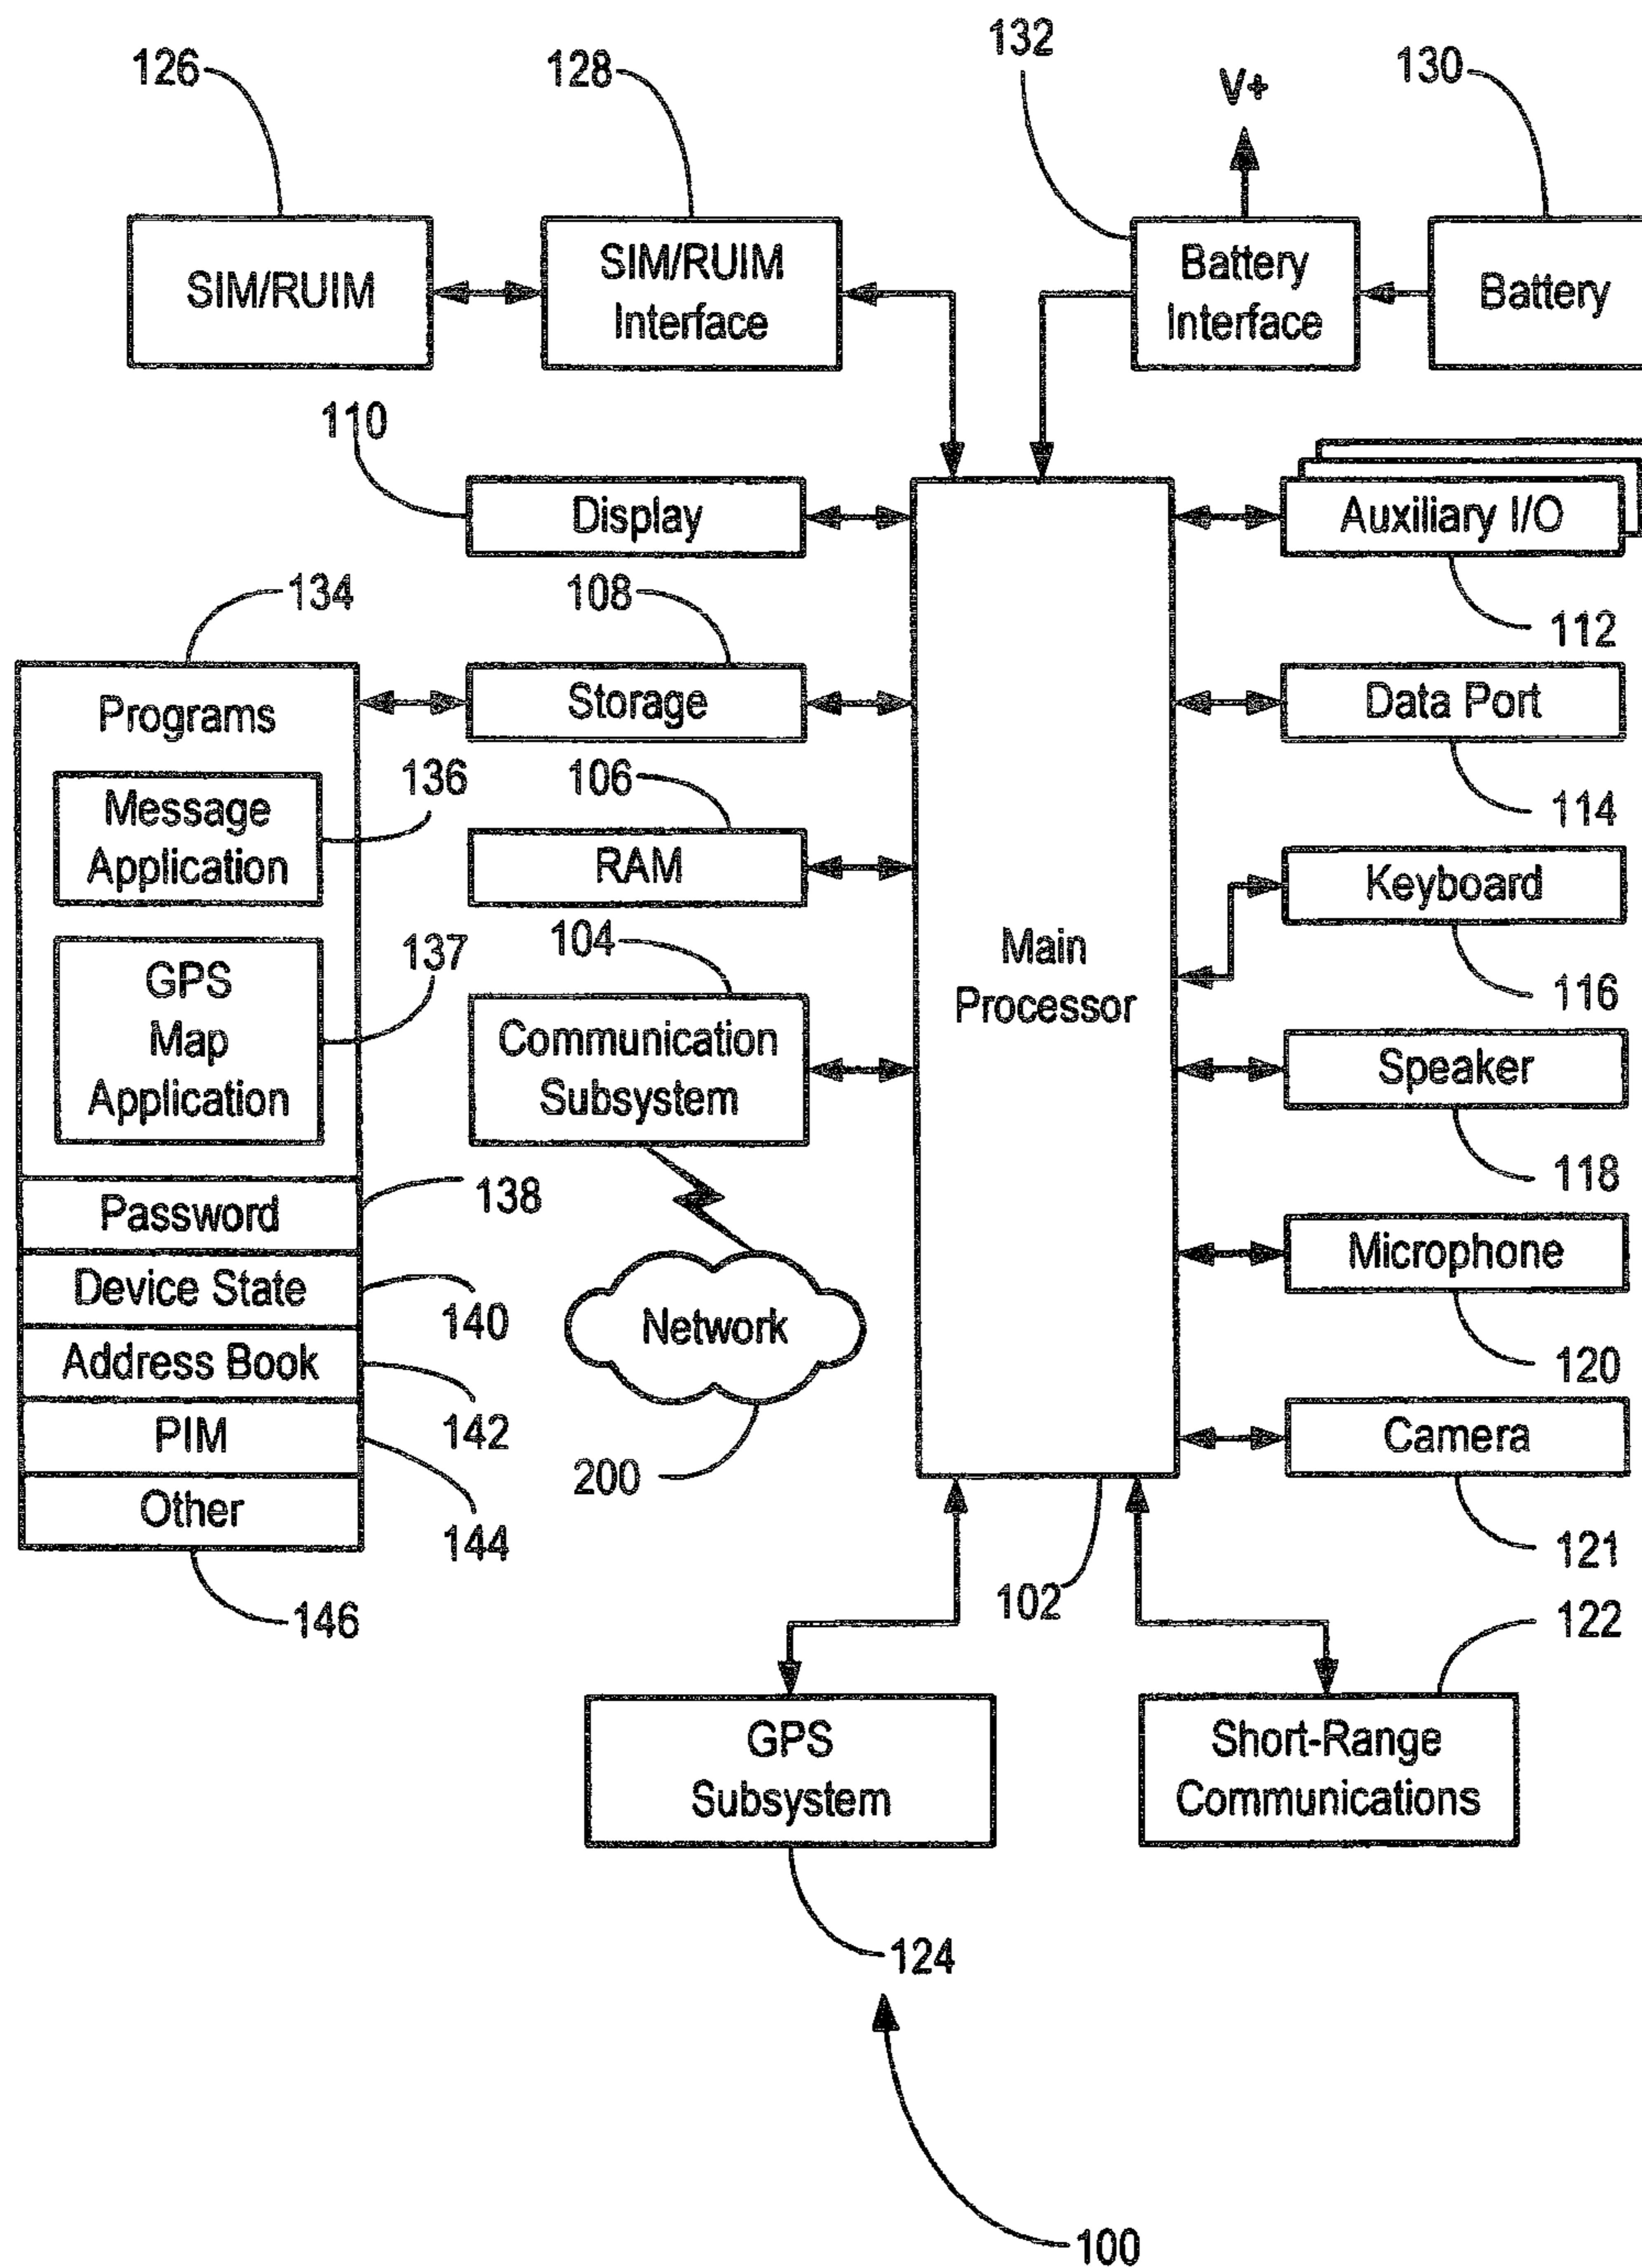 132
126
128
V+
130
SIM/RUIM
SIM/RUIM
Interface
Battery
Interface
Battery
110
Display
Auxiliary I/O
134
108
112
Programs
Storage
Data Port
136
106
114
Message
Application
RAM
Keyboard
137
104
Main
Processor
116
GPS
Map
Application
Communication
Subsystem
Speaker
138
118
Password
Microphone
Device State
140
Network
120
Address Book
142
PIM
200
Camera
Other
144
121
146
102
122
GPS
Subsystem
Short-Range
Communications
124
100